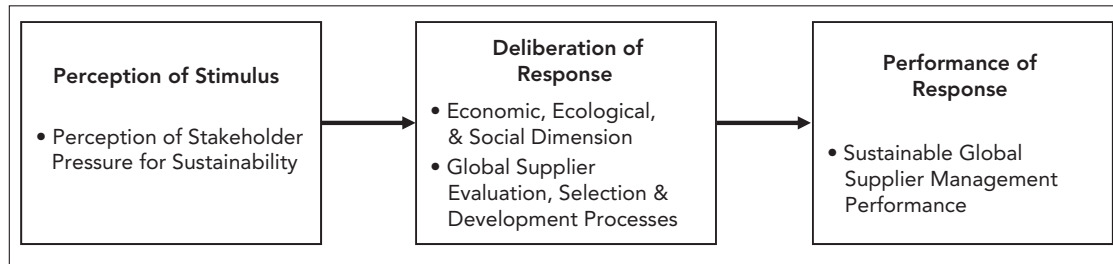 Perception of Stimulus
• Perception of Stakeholder
Pressure for Sustainability
Deliberation of
Response
• Economic, Ecological,
& Social Dimension
• Global Supplier
Evaluation, Selection &
Development Processes
Performance of
Response
• Sustainable Global
Supplier Management
Performance